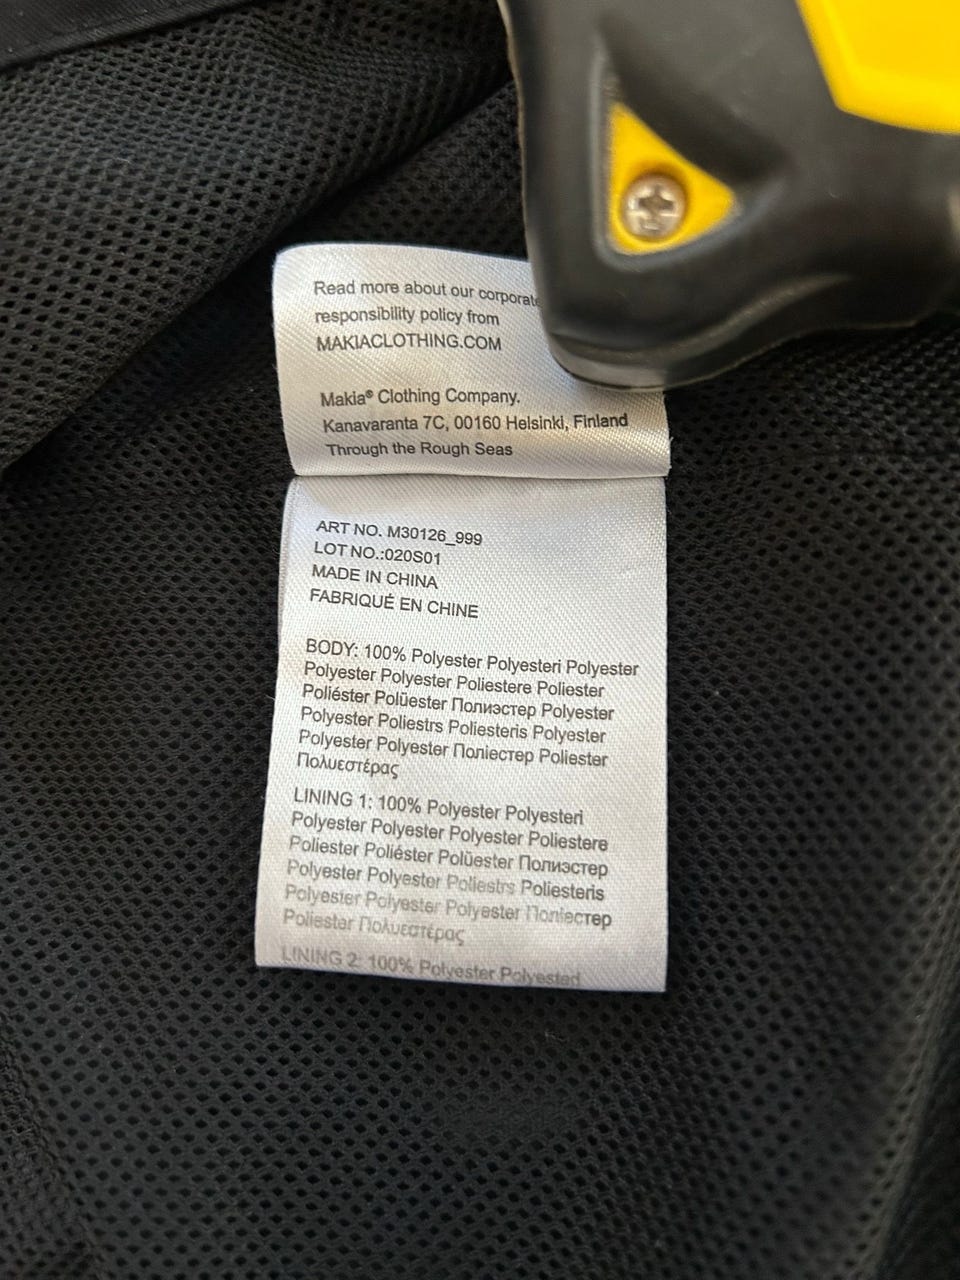 Read more about our corporate
responsibility policy from
MAKIACLOTHING.COM
Makia® Clothing Company.
Kanavaranta 7C, 00160 Helsinki, Finland
Through the Rough Seas
ART NO. M30126_999
LOT NO.:020S01
MADE IN CHINA
FABRIQUÉ EN CHINE
BODY: 100% Polyester Polyesteri Polyester
Polyester Polyester Poliestere Poliester
Poliéster Polüester Полиэстер Polyester
Polyester Poliestrs Poliesteris Polyester
Polyester Polyester Поліестер Poliester
Πολυεστέρας
LINING 1: 100% Polyester Polyesteri
Polyester Polyester Polyester Poliestere
Poliester Poliéster Polüester Полиэстер
Polyester Polyester Poliestrs Poliesteris
Polyester Polyester Polyester Поліестер
Poliester Πολυεστέρας
LINING 2: 100% Polyester Polyesteri